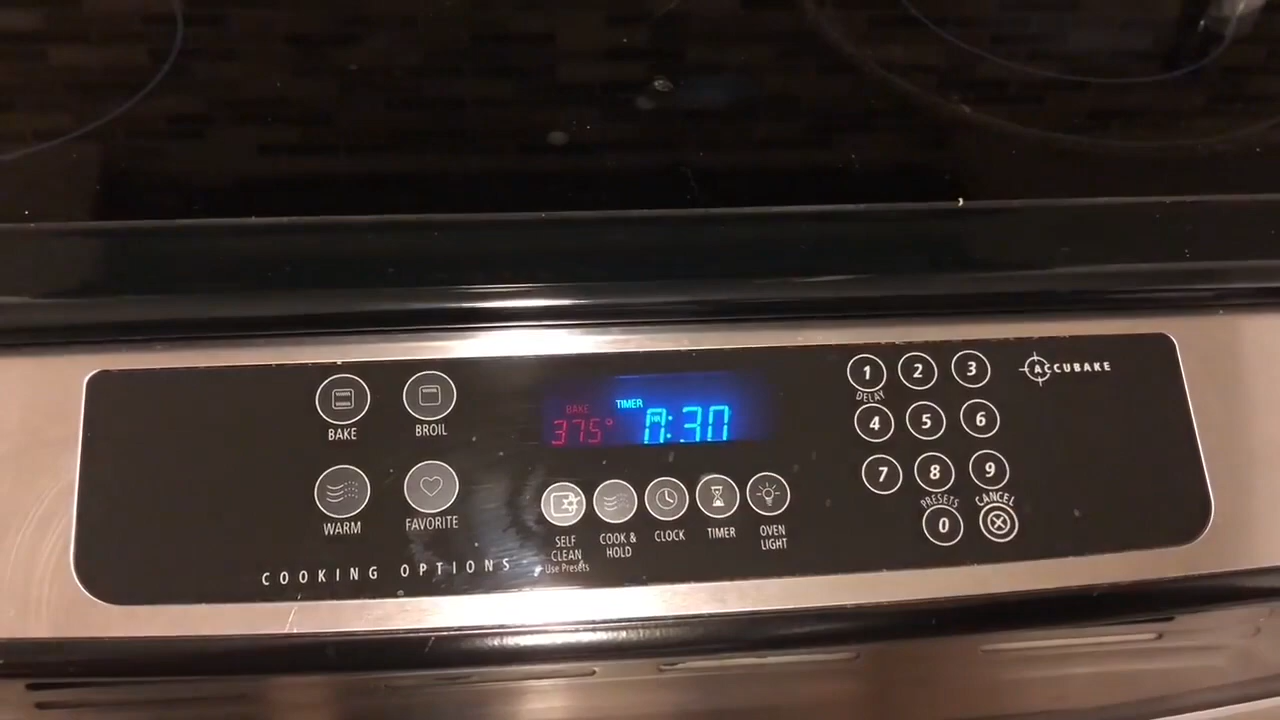 BAKE
BROIL
WARM
FAVORITE
COOKING OPTIONS
BAKE
375°
TIMER
HR
0:30
SELF
CLEAN
Use Presets
COOK &
HOLD
CLOCK
TIMER
OVEN
LIGHT
1 2 3
DELAY
4 5 6
7 8 9
PRESETS CANCEL
0
ACCUBAKE